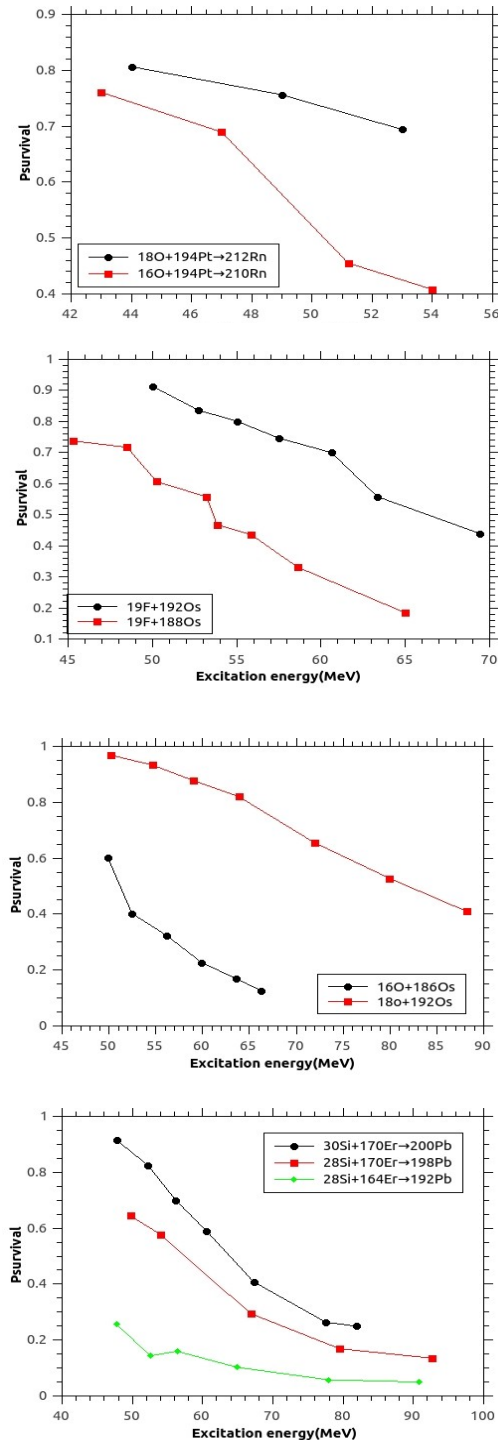 0.9
0.8
0.7
0.6
0.5
0.4
Psurvival
18O+194Pt→212Rn
16O+194Pt→210Rn
42 44 46 48 50 52 54 56
1
0.9
0.8
0.7
0.6
0.5
0.4
0.3
0.2
0.1
Psurvival
19F+192Os
19F+188Os
45 50 55 60 65 70
Excitation energy(MeV)
1
0.8
0.6
0.4
0.2
0
Psurvival
16O+186Os
18o+192Os
45 50 55 60 65 70 75 80 85 90
Excitation energy(MeV)
1
0.8
0.6
0.4
0.2
0
Psurvival
30Si+170Er→200Pb
28Si+170Er→198Pb
28Si+164Er→192Pb
40 50 60 70 80 90 100
Excitation energy(MeV)